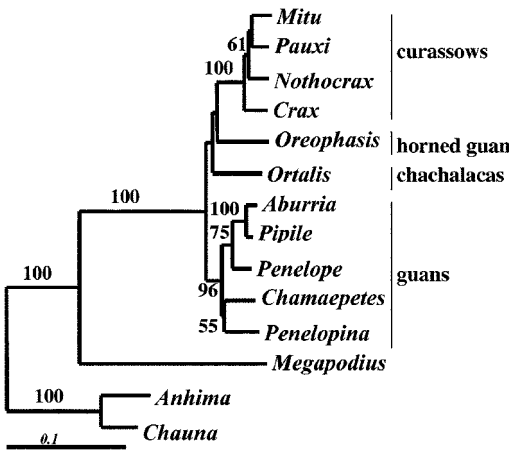 Mitu
61
Pauxi
curassows
100
Nothocrax
Crax
Oreophasis
horned guan
Ortalis
chachalacas
100
100
Aburria
75
Pipile
Penelope
guans
100
96
Chamaepetes
55
Penelopina
Megapodius
100
Anhima
Chauna
0.1